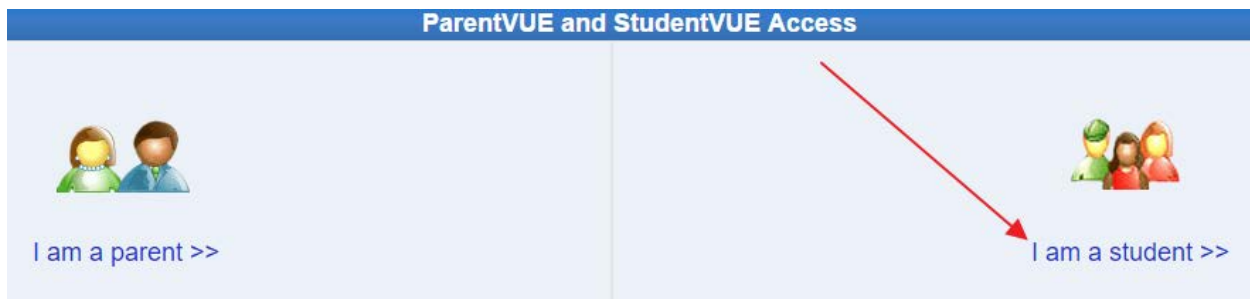 ParentVUE and StudentVUE Access
I am a parent >>
I am a student >>